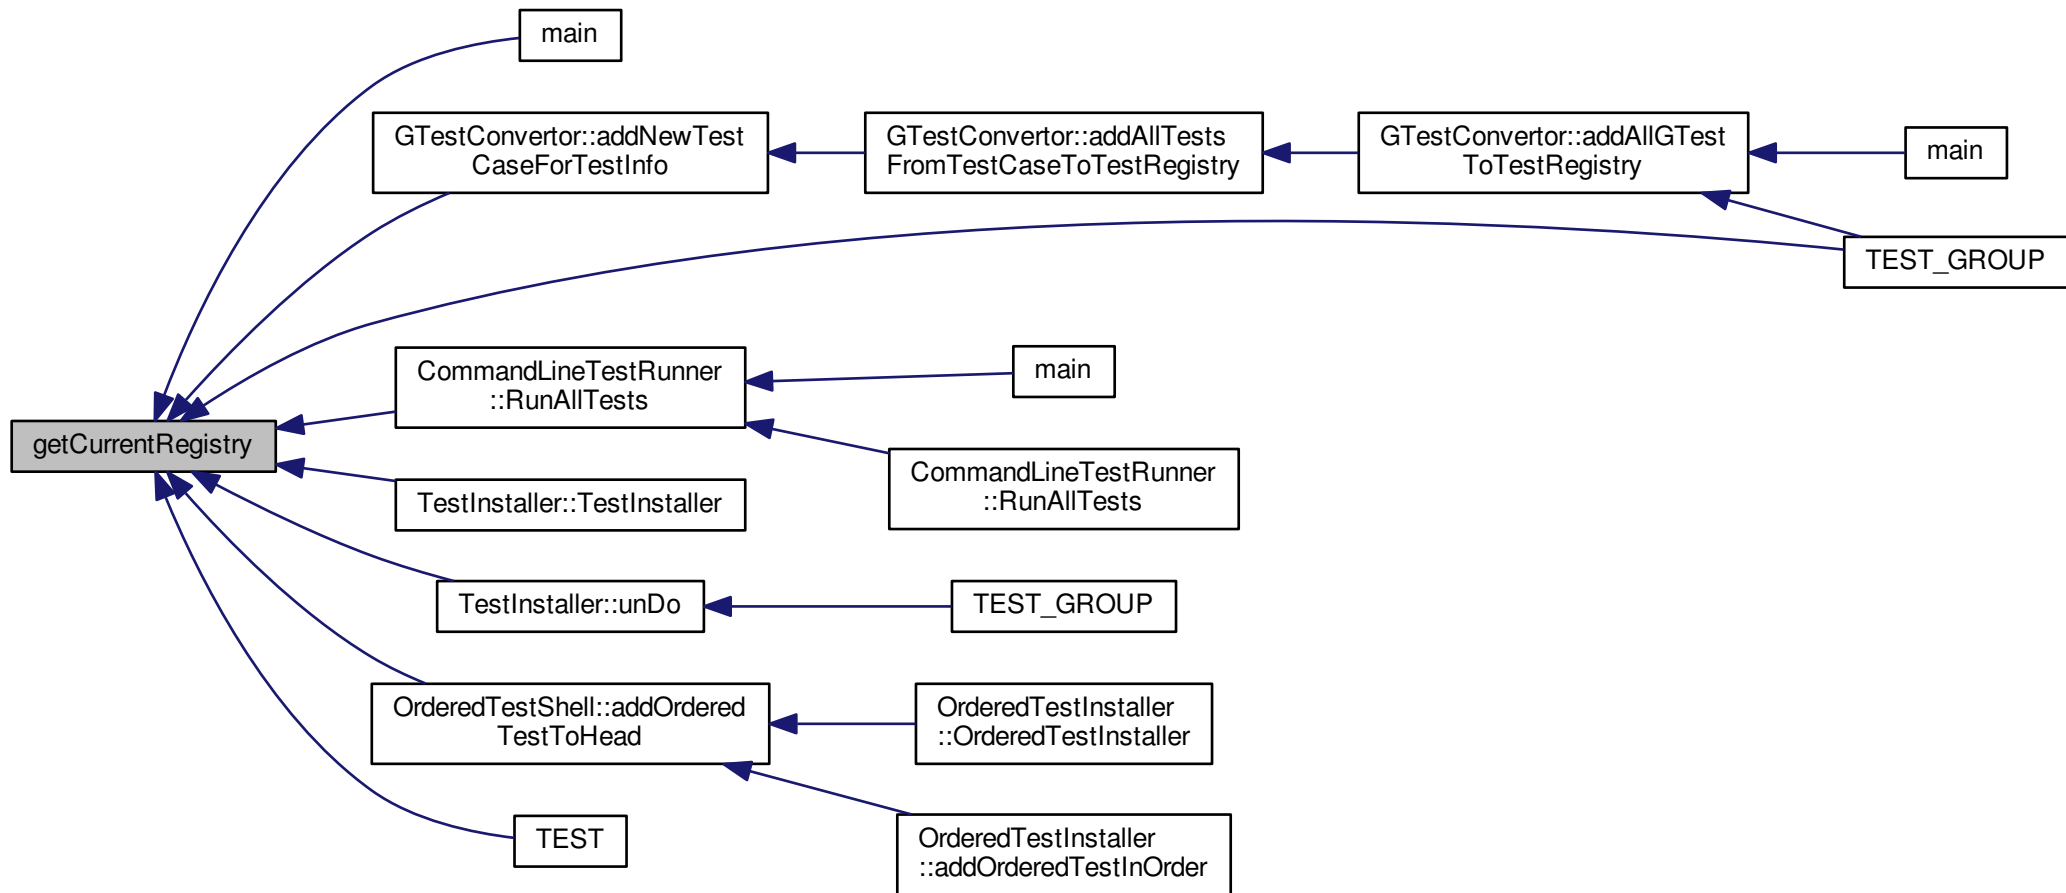 main
GTestConvertor::addNewTest
CaseForTestInfo
GTestConvertor::addAllTests
FromTestCaseToTestRegistry
GTestConvertor::addAllGTest
ToTestRegistry
main
TEST_GROUP
CommandLineTestRunner
::RunAllTests
main
getCurrentRegistry
CommandLineTestRunner
::RunAllTests
TestInstaller::TestInstaller
TestInstaller::unDo
TEST_GROUP
OrderedTestShell::addOrdered
TestToHead
OrderedTestInstaller
::OrderedTestInstaller
TEST
OrderedTestInstaller
::addOrderedTestInOrder